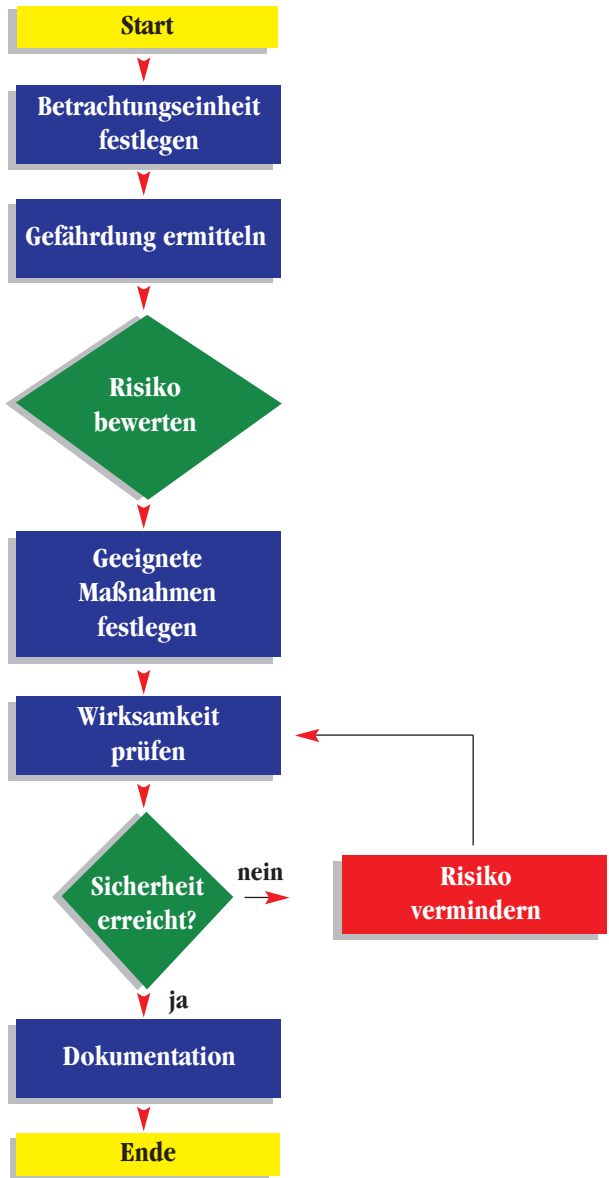 Start
Betrachtungseinheit
festlegen
Gefährdung ermitteln
Risiko
bewerten
Geeignete
Maßnahmen
festlegen
Wirksamkeit
prüfen
Sicherheit
erreicht?
nein
Risiko
vermindern
ja
Dokumentation
Ende